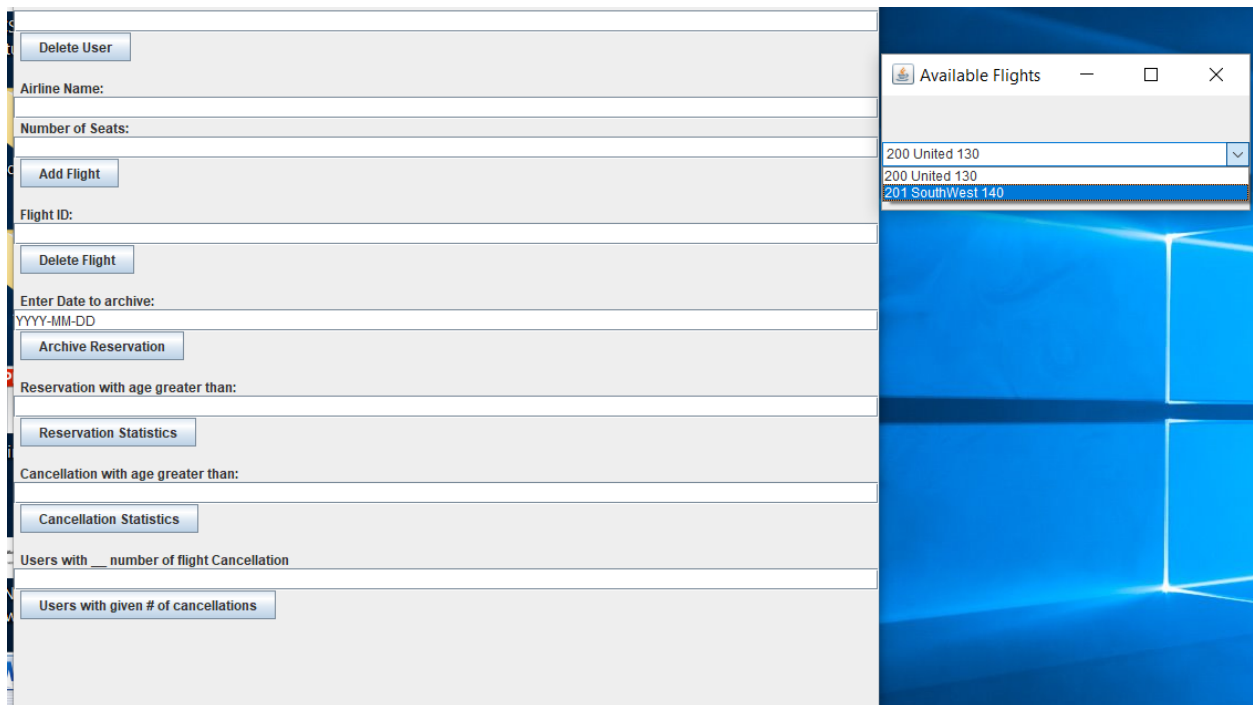 Delete User
Airline Name:
Number of Seats:
Add Flight
Flight ID:
Delete Flight
Enter Date to archive:
YYYY-MM-DD
Archive Reservation
Reservation with age greater than:
Reservation Statistics
Cancellation with age greater than:
Cancellation Statistics
Users with __ number of flight Cancellation
Users with given # of cancellations
Available Flights
200 United 130
200 United 130
201 SouthWest 140